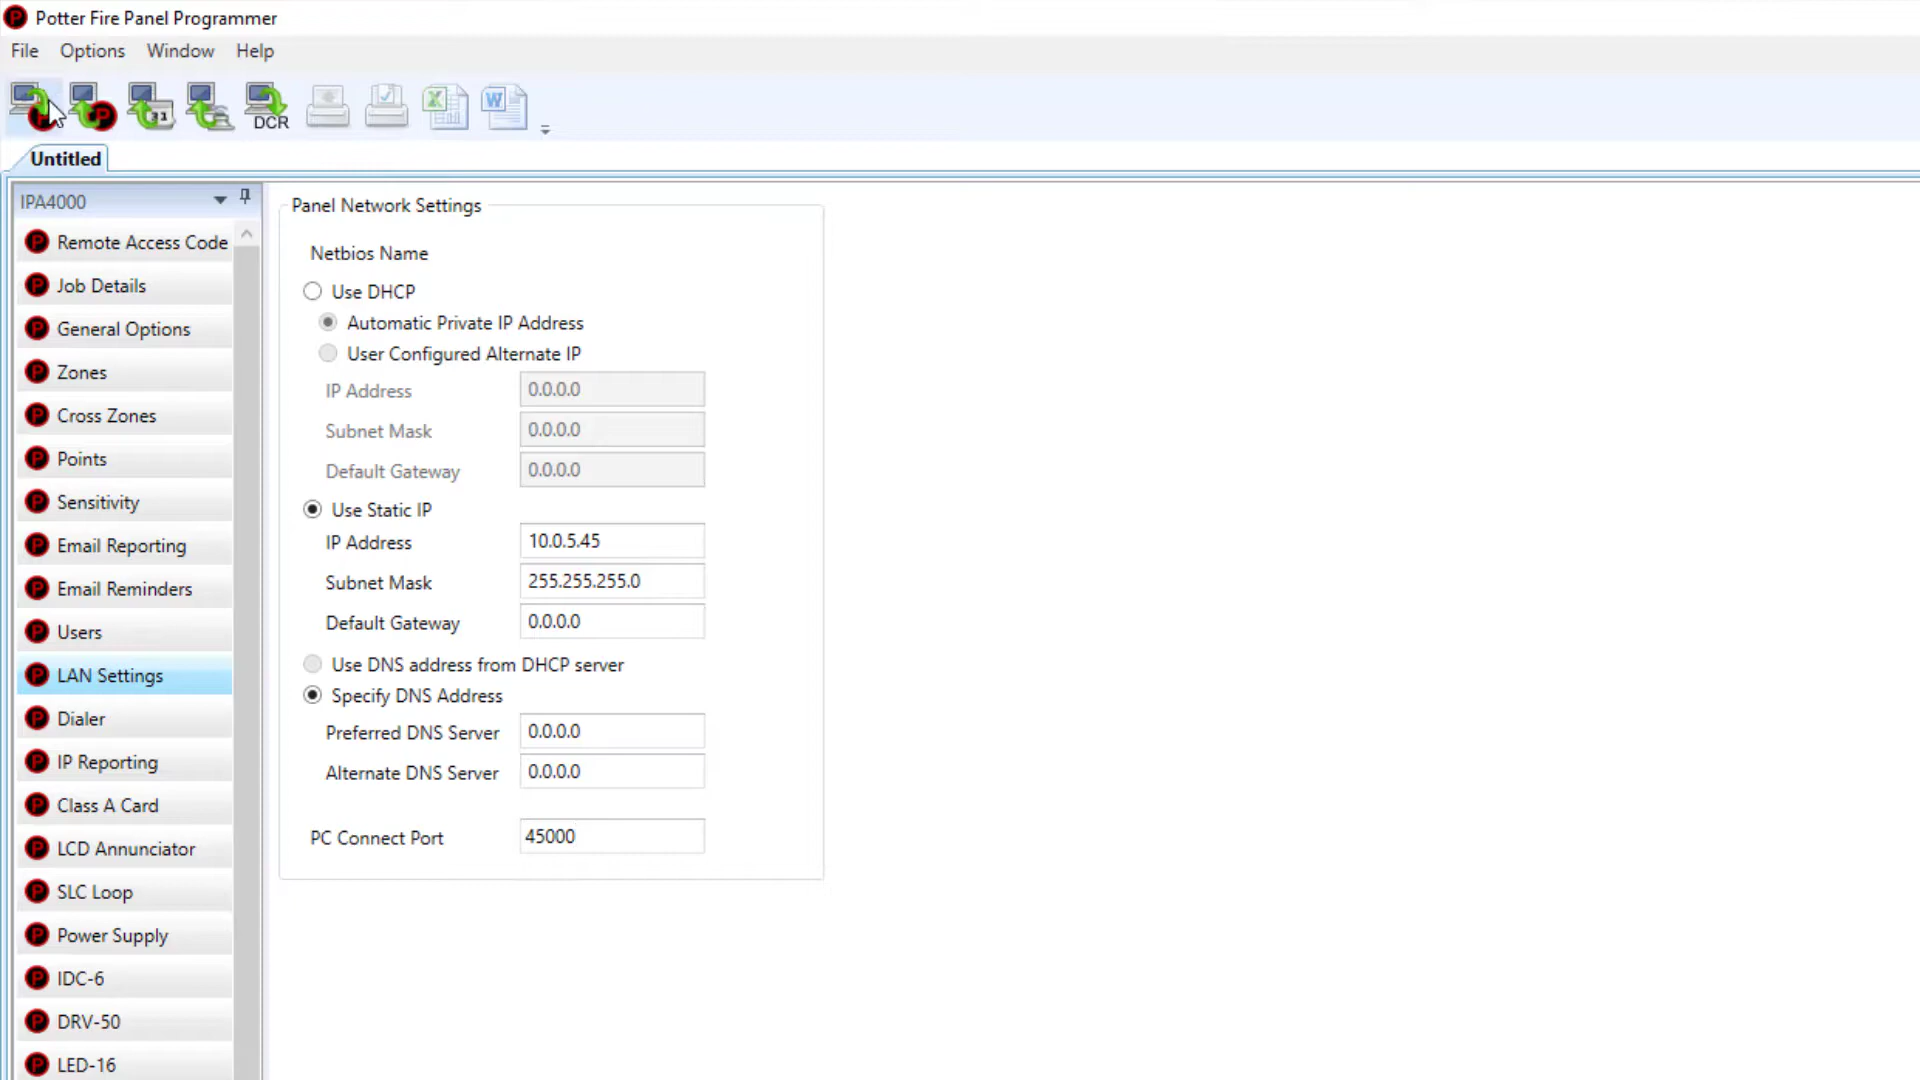 Potter Fire Panel Programmer
File Options Window Help
31 DCR
Untitled
IPA4000
Remote Access Code
Job Details
General Options
Zones
Cross Zones
Points
Sensitivity
Email Reporting
Email Reminders
Users
LAN Settings
Dialer
IP Reporting
Class A Card
LCD Annunciator
SLC Loop
Power Supply
IDC-6
DRV-50
LED-16
Panel Network Settings
Netbios Name
Use DHCP
Automatic Private IP Address
User Configured Alternate IP
IP Address 0.0.0.0
Subnet Mask 0.0.0.0
Default Gateway 0.0.0.0
Use Static IP
IP Address 10.0.5.45
Subnet Mask 255.255.255.0
Default Gateway 0.0.0.0
Use DNS address from DHCP server
Specify DNS Address
Preferred DNS Server 0.0.0.0
Alternate DNS Server 0.0.0.0
PC Connect Port 45000